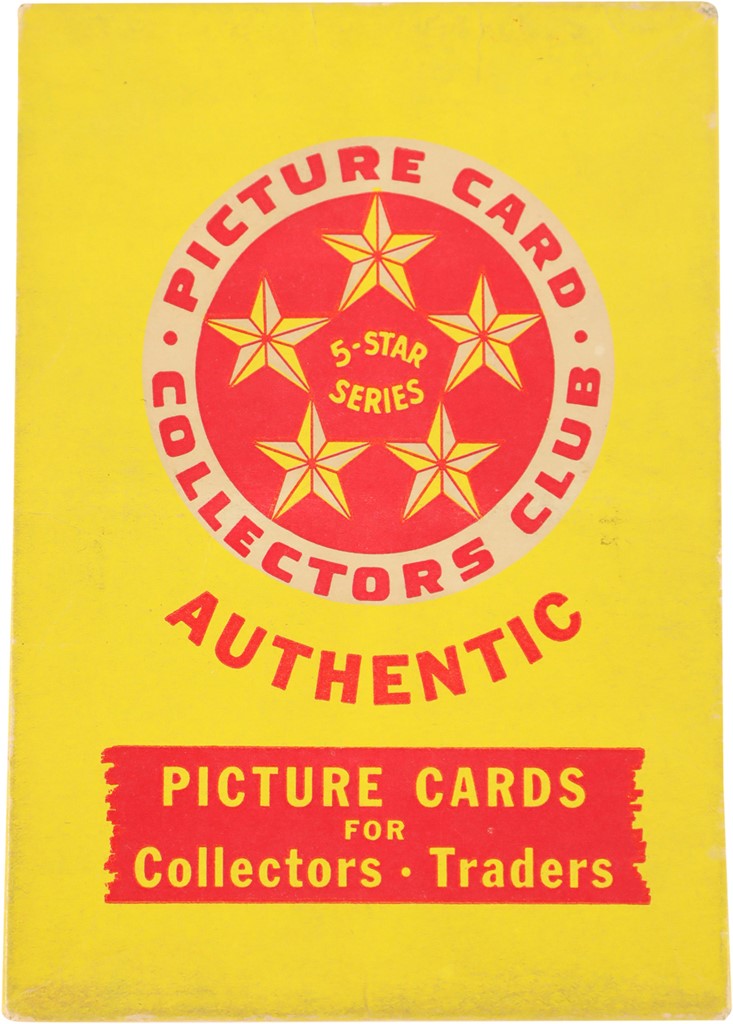 • PICTURE CARD •
COLLECTORS CLUB
5-STAR
SERIES
AUTHENTIC
PICTURE CARDS
FOR
Collectors • Traders